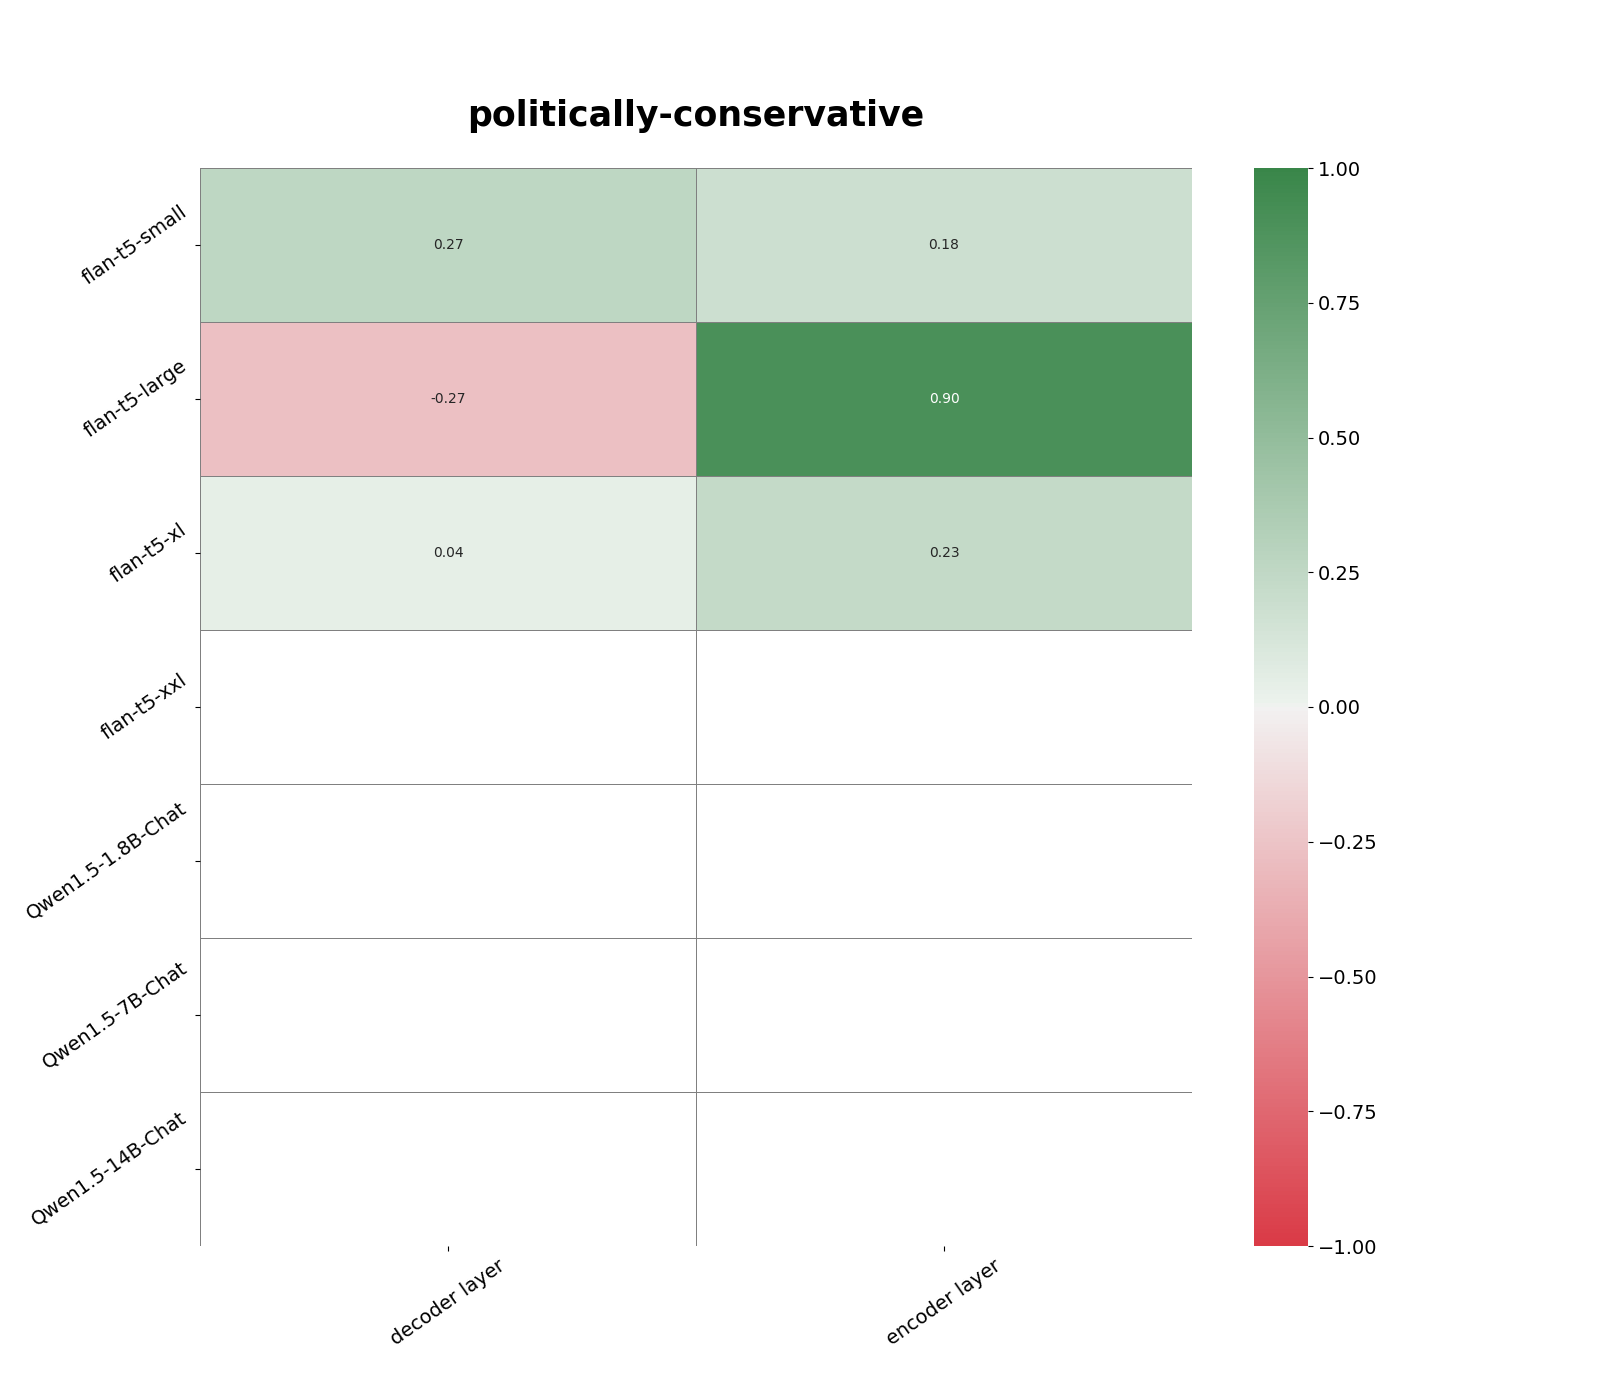 politically-conservative
flan-t5-small
0.27
0.18
flan-t5-large
-0.27
0.90
flan-t5-xl
0.04
0.23
flan-t5-xxl
Qwen1.5-1.8B-Chat
Qwen1.5-7B-Chat
Qwen1.5-14B-Chat
decoder layer
encoder layer
1.00
0.75
0.50
0.25
0.00
−0.25
−0.50
−0.75
−1.00